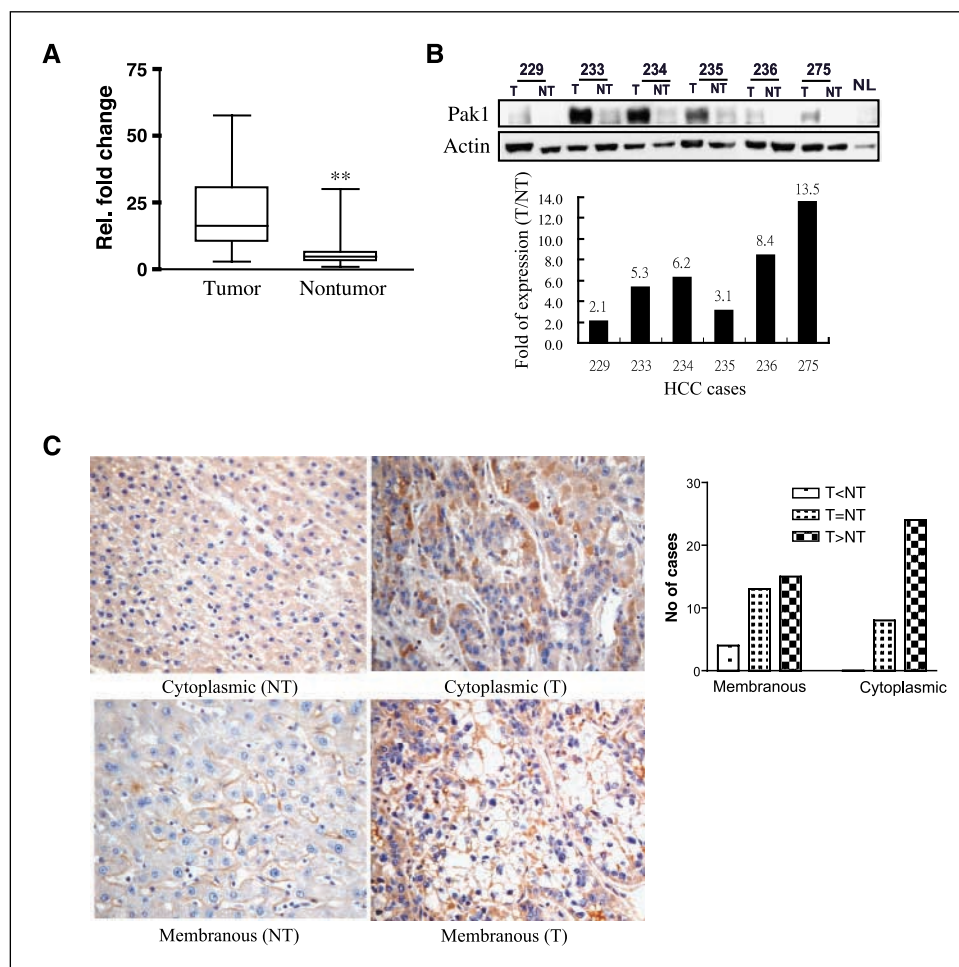 A
75
50
25
0
Rel. fold change
**
Tumor Nontumor
B
229 233 234 235 236 275 NL
T NT T NT T NT T NT T NT T NT
Pak1
Actin
Fold of expression (T/NT)
14.0
12.0
10.0
8.0
6.0
4.0
2.0
0.0
2.1 5.3 6.2 3.1 8.4 13.5
229 233 234 235 236 275
HCC cases
C
Cytoplasmic (NT) Cytoplasmic (T)
Membranous (NT) Membranous (T)
No of cases
30
20
10
0
T<NT
T=NT
T>NT
Membranous Cytoplasmic